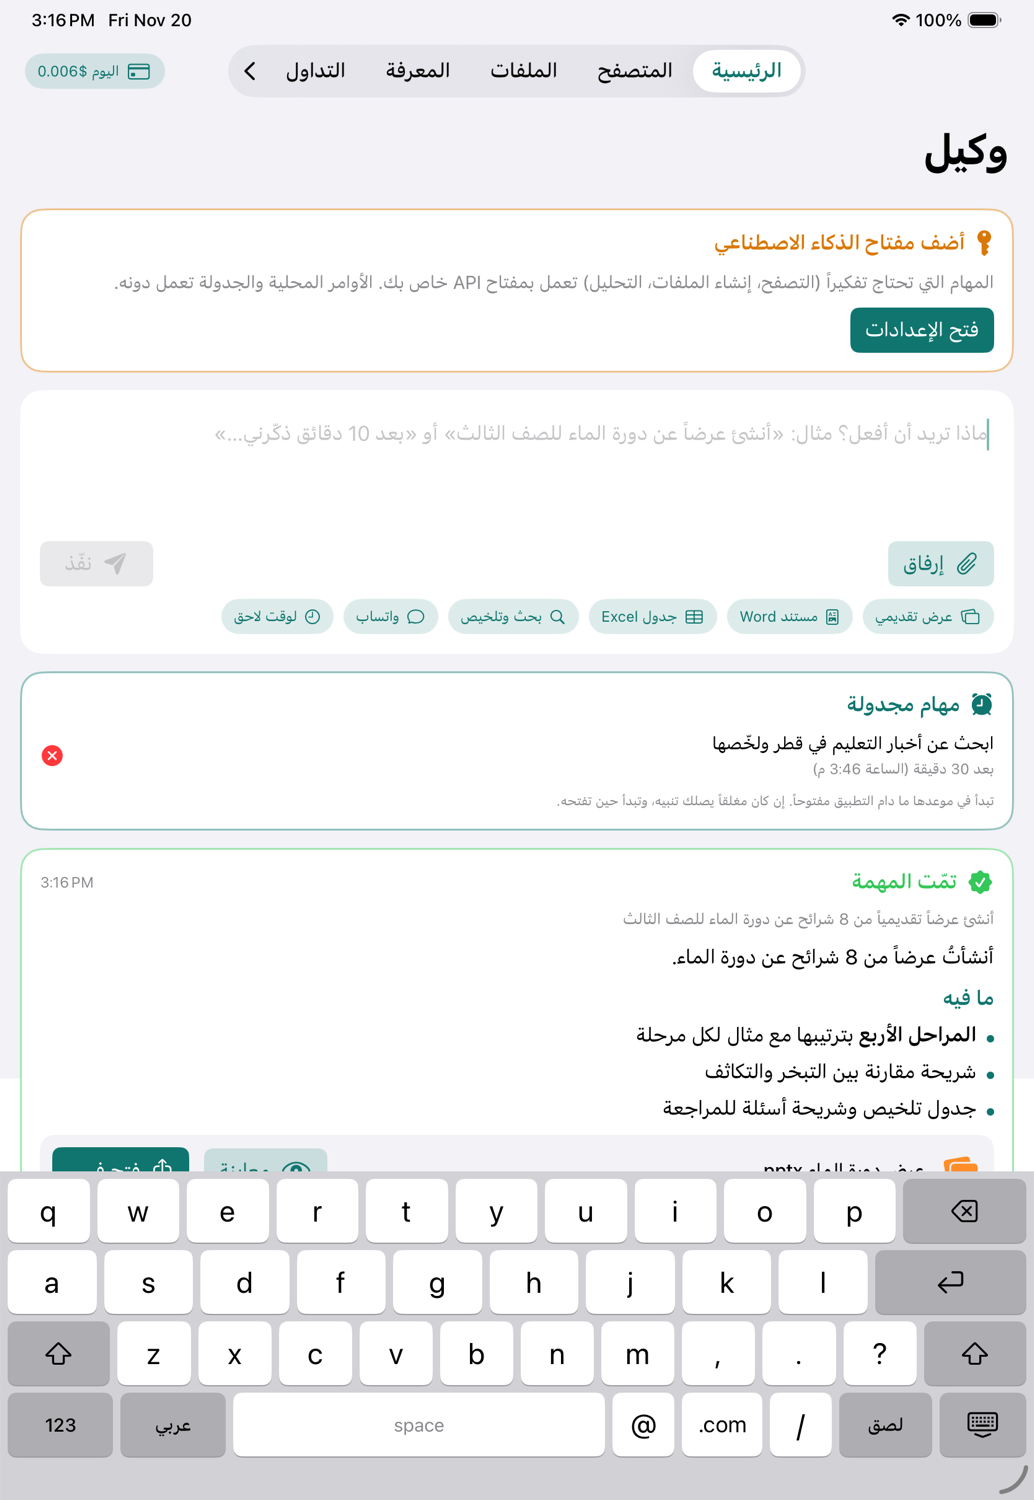 3:16 PM Fri Nov 20
100%
اليوم $0.006
الرئيسية
المتصفح
الملفات
المعرفة
التداول
وكيل
أضف مفتاح الذكاء الاصطناعي
المهام التي تحتاج تفكيراً (التصفح، إنشاء الملفات، التحليل) تعمل بمفتاح API خاص بك. الأوامر المحلية والجدولة تعمل دونه.
فتح الإعدادات
ماذا تريد أن أفعل؟ مثال: «أنشئ عرضاً عن دورة الماء للصف الثالث» أو «بعد 10 دقائق ذكّرني...»
إرفاق
نفّذ
عرض تقديمي
مستند Word
جدول Excel
بحث وتلخيص
واتساب
لوقت لاحق
مهام مجدولة
ابحث عن أخبار التعليم في قطر ولخّصها
بعد 30 دقيقة (الساعة 3:46 م)
تبدأ في موعدها ما دام التطبيق مفتوحاً. إن كان مغلقاً يصلك تنبيه، وتبدأ حين تفتحه.
تمّت المهمة
3:16 PM
أنشئ عرضاً تقديمياً من 8 شرائح عن دورة الماء للصف الثالث
أنشأتُ عرضاً من 8 شرائح عن دورة الماء.
ما فيه
• المراحل الأربع بترتيبها مع مثال لكل مرحلة
• شريحة مقارنة بين التبخر والتكاثف
• جدول تلخيص وشريحة أسئلة للمراجعة
q w e r t y u i o p
a s d f g h j k l
z x c v b n m , . ?
123 عربي space @ .com / لصق